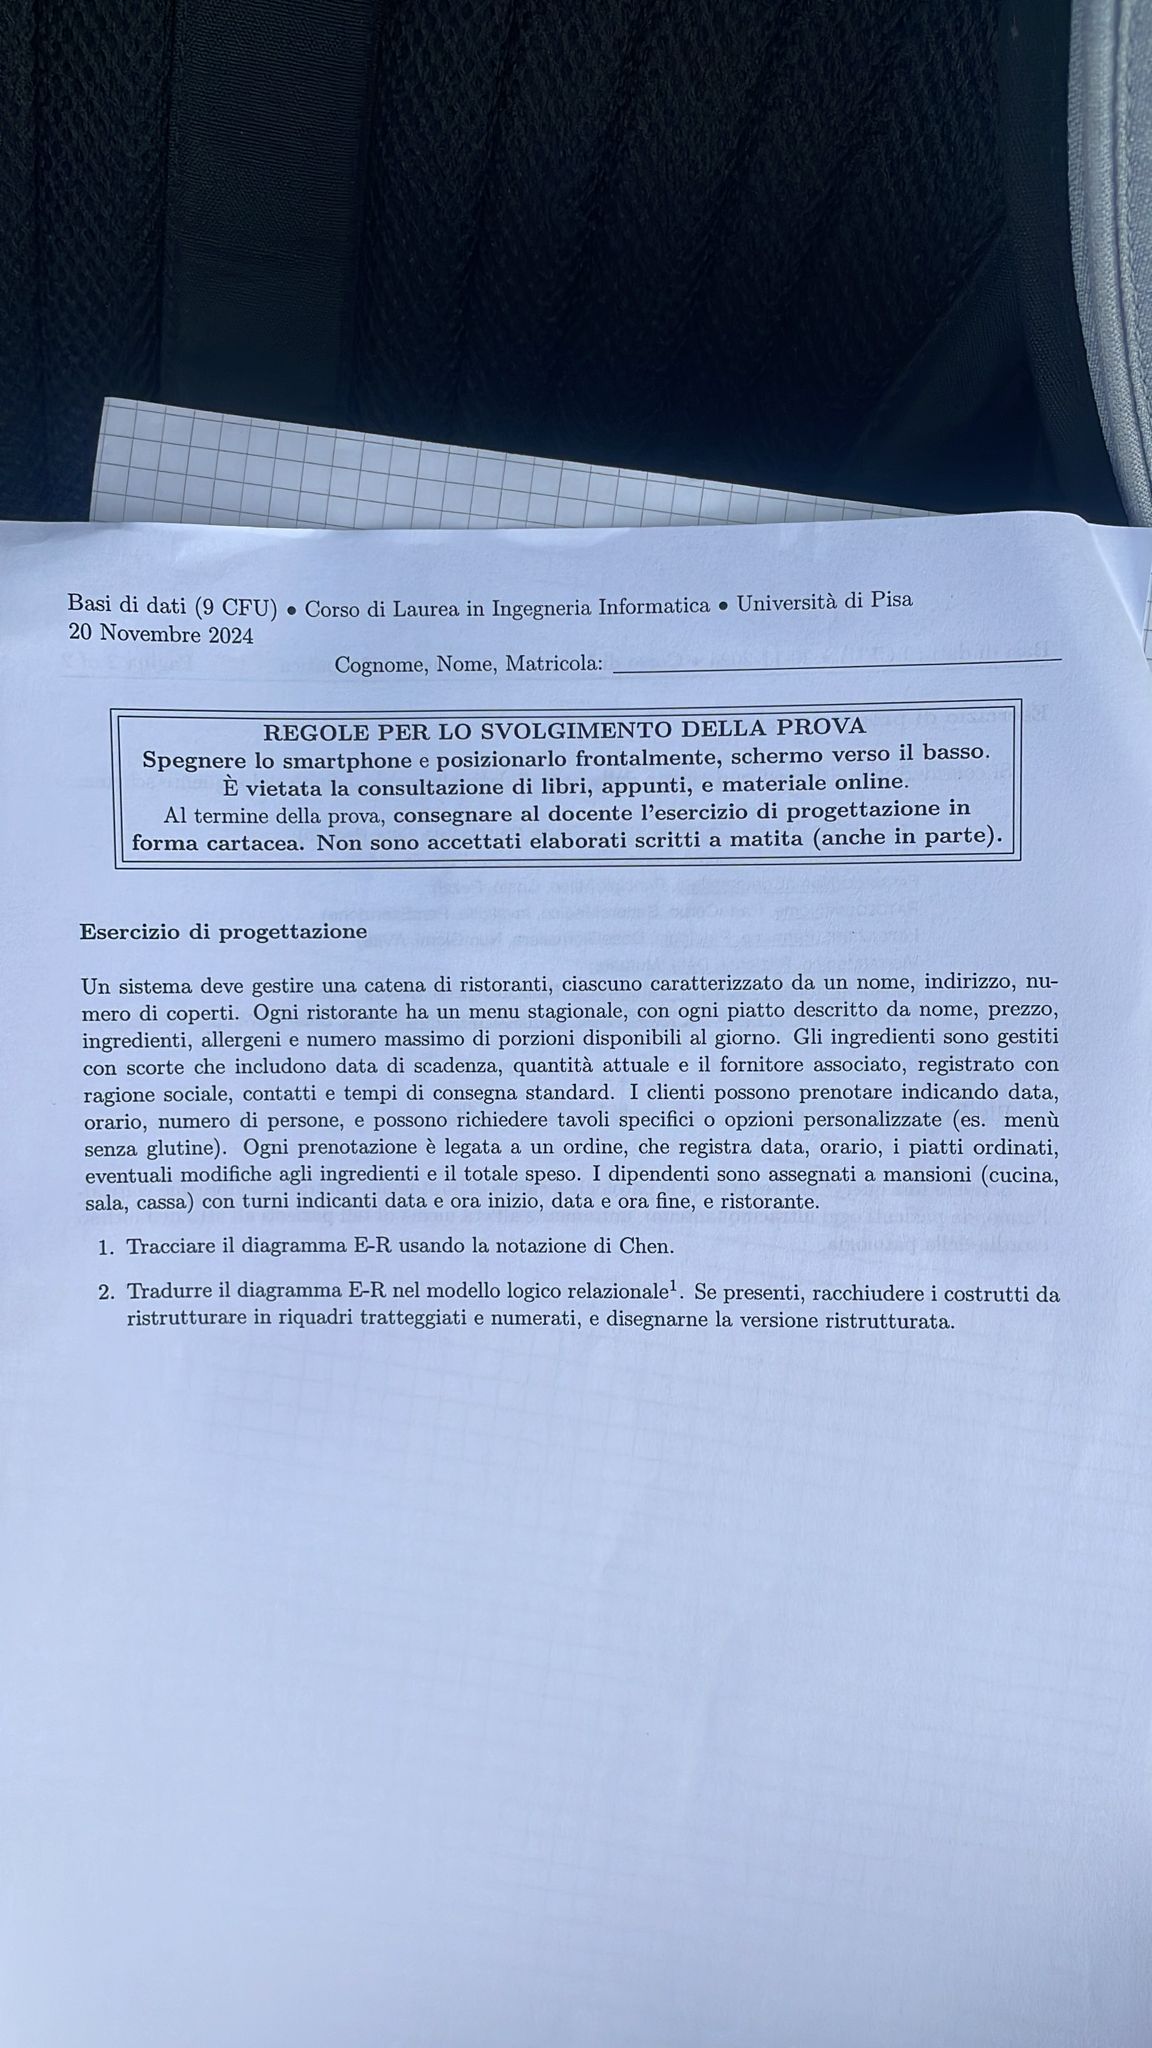 Basi di dati (9 CFU) • Corso di Laurea in Ingegneria Informatica • Università di Pisa
20 Novembre 2024
Cognome, Nome, Matricola:
REGOLE PER LO SVOLGIMENTO DELLA PROVA
Spegnere lo smartphone e posizionarlo frontalmente, schermo verso il basso.
È vietata la consultazione di libri, appunti, e materiale online.
Al termine della prova, consegnare al docente l'esercizio di progettazione in
forma cartacea. Non sono accettati elaborati scritti a matita (anche in parte).
Esercizio di progettazione
Un sistema deve gestire una catena di ristoranti, ciascuno caratterizzato da un nome, indirizzo, nu-
mero di coperti. Ogni ristorante ha un menu stagionale, con ogni piatto descritto da nome, prezzo,
ingredienti, allergeni e numero massimo di porzioni disponibili al giorno. Gli ingredienti sono gestiti
con scorte che includono data di scadenza, quantità attuale e il fornitore associato, registrato con
ragione sociale, contatti e tempi di consegna standard. I clienti possono prenotare indicando data,
orario, numero di persone, e possono richiedere tavoli specifici o opzioni personalizzate (es. menù
senza glutine). Ogni prenotazione è legata a un ordine, che registra data, orario, i piatti ordinati,
eventuali modifiche agli ingredienti e il totale speso. I dipendenti sono assegnati a mansioni (cucina,
sala, cassa) con turni indicanti data e ora inizio, data e ora fine, e ristorante.
1. Tracciare il diagramma E-R usando la notazione di Chen.
2. Tradurre il diagramma E-R nel modello logico relazionale¹. Se presenti, racchiudere i costrutti da
ristrutturare in riquadri tratteggiati e numerati, e disegnarne la versione ristrutturata.